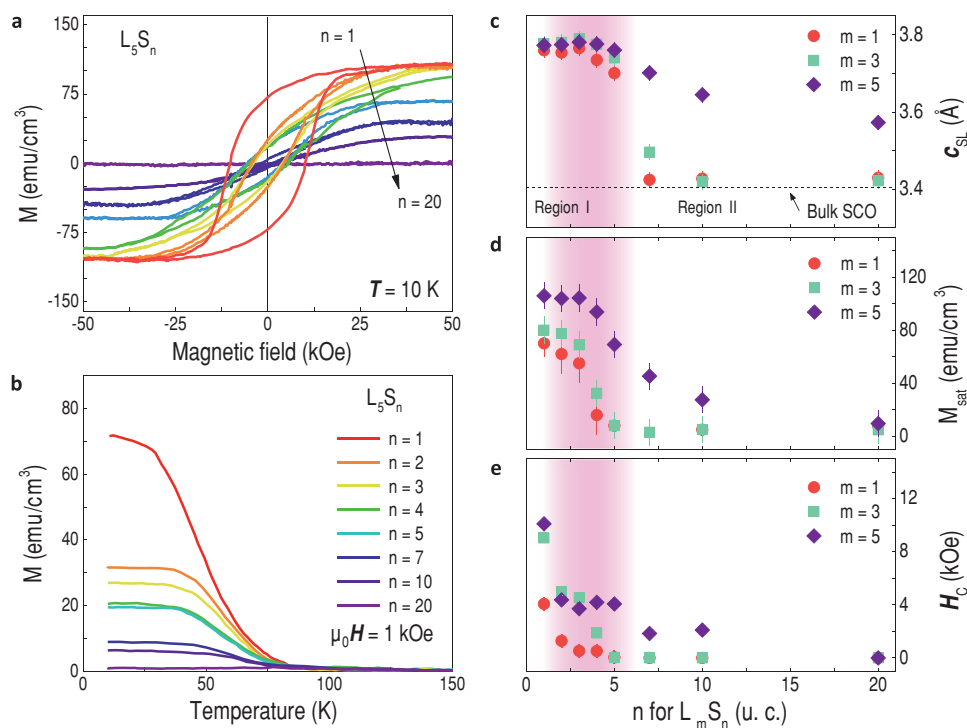 a
L5Sn
n = 1
n = 20
T = 10 K
M (emu/cm3)
150
75
0
-75
-150
-50 -25 0 25 50
Magnetic field (kOe)
b
L5Sn
n = 1
n = 2
n = 3
n = 4
n = 5
n = 7
n = 10
n = 20
μ0H = 1 kOe
M (emu/cm3)
80
60
40
20
0
0 50 100 150
Temperature (K)
c
m = 1
m = 3
m = 5
Region I
Region II
Bulk SCO
3.8
3.6
3.4
cSL (Å)
d
m = 1
m = 3
m = 5
120
80
40
0
Msat (emu/cm3)
e
m = 1
m = 3
m = 5
12
8
4
0
HC (kOe)
0 5 10 15 20
n for LmSn (u. c.)